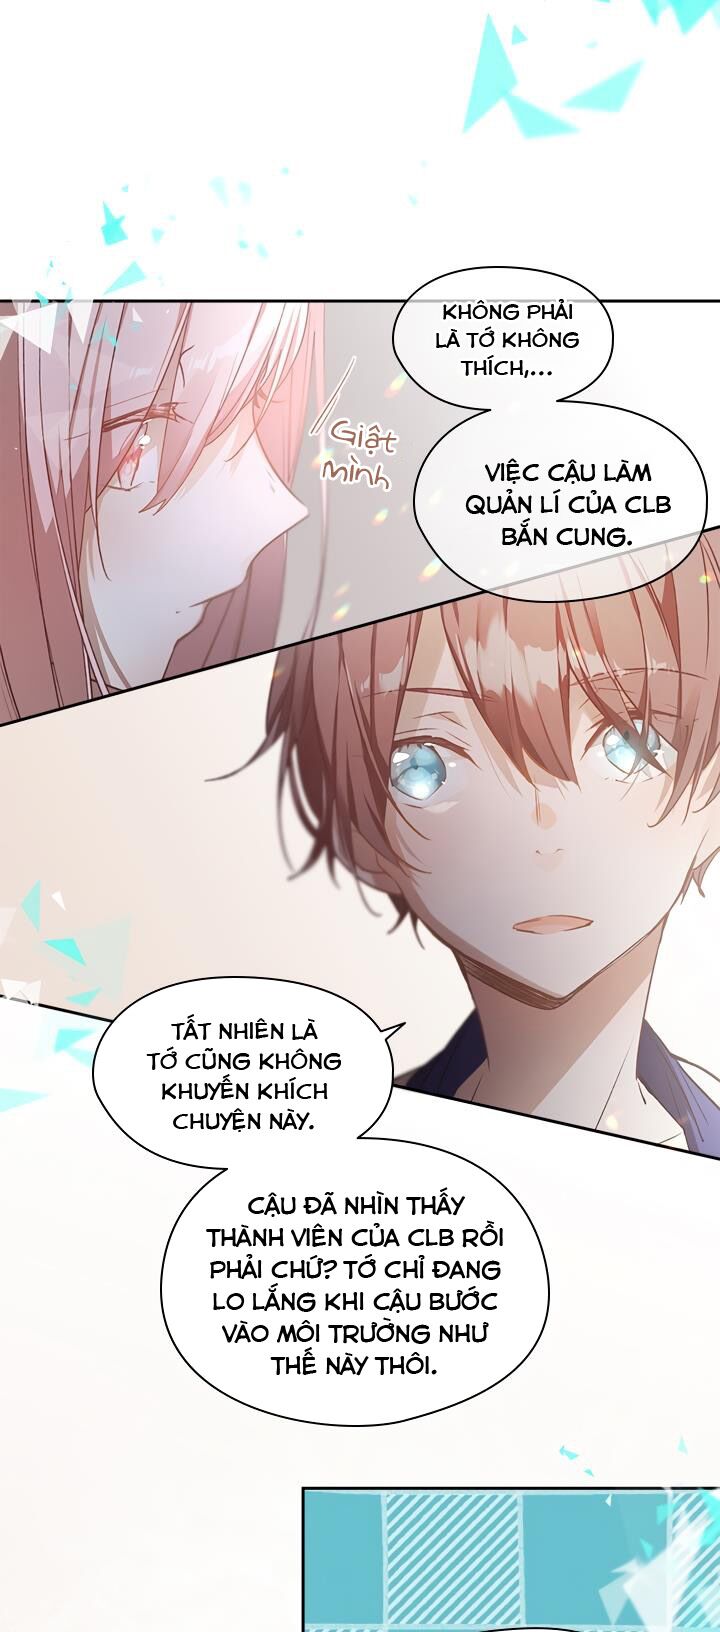 KHÔNG PHẢI
LÀ TỚ KHÔNG
THÍCH,...
Giật
mình
VIỆC CẬU LÀM
QUẢN LÍ CỦA CLB
BẮN CUNG.
TẤT NHIÊN LÀ
TỚ CŨNG KHÔNG
KHUYẾN KHÍCH
CHUYỆN NÀY.
CẬU ĐÃ NHÌN THẤY
THÀNH VIÊN CỦA CLB RỒI
PHẢI CHỨ? TỚ CHỈ ĐANG
LO LẮNG KHI CẬU BƯỚC
VÀO MÔI TRƯỜNG NHƯ
THẾ NÀY THÔI.